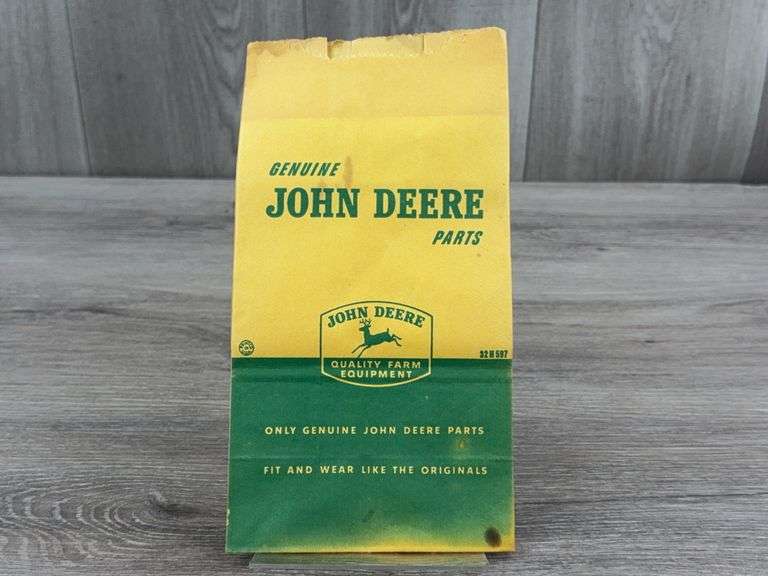 GENUINE
JOHN DEERE
PARTS
JOHN DEERE
QUALITY FARM
EQUIPMENT
32 H 597
ONLY GENUINE JOHN DEERE PARTS
FIT AND WEAR LIKE THE ORIGINALS